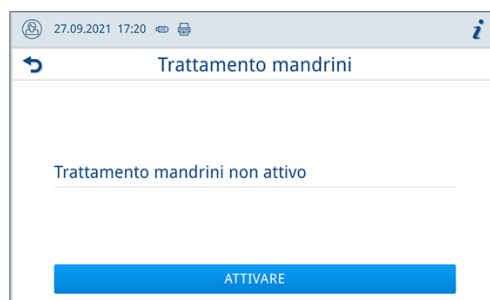 27.09.2021 17:20 i
Trattamento mandrini
Trattamento mandrini non attivo
ATTIVARE